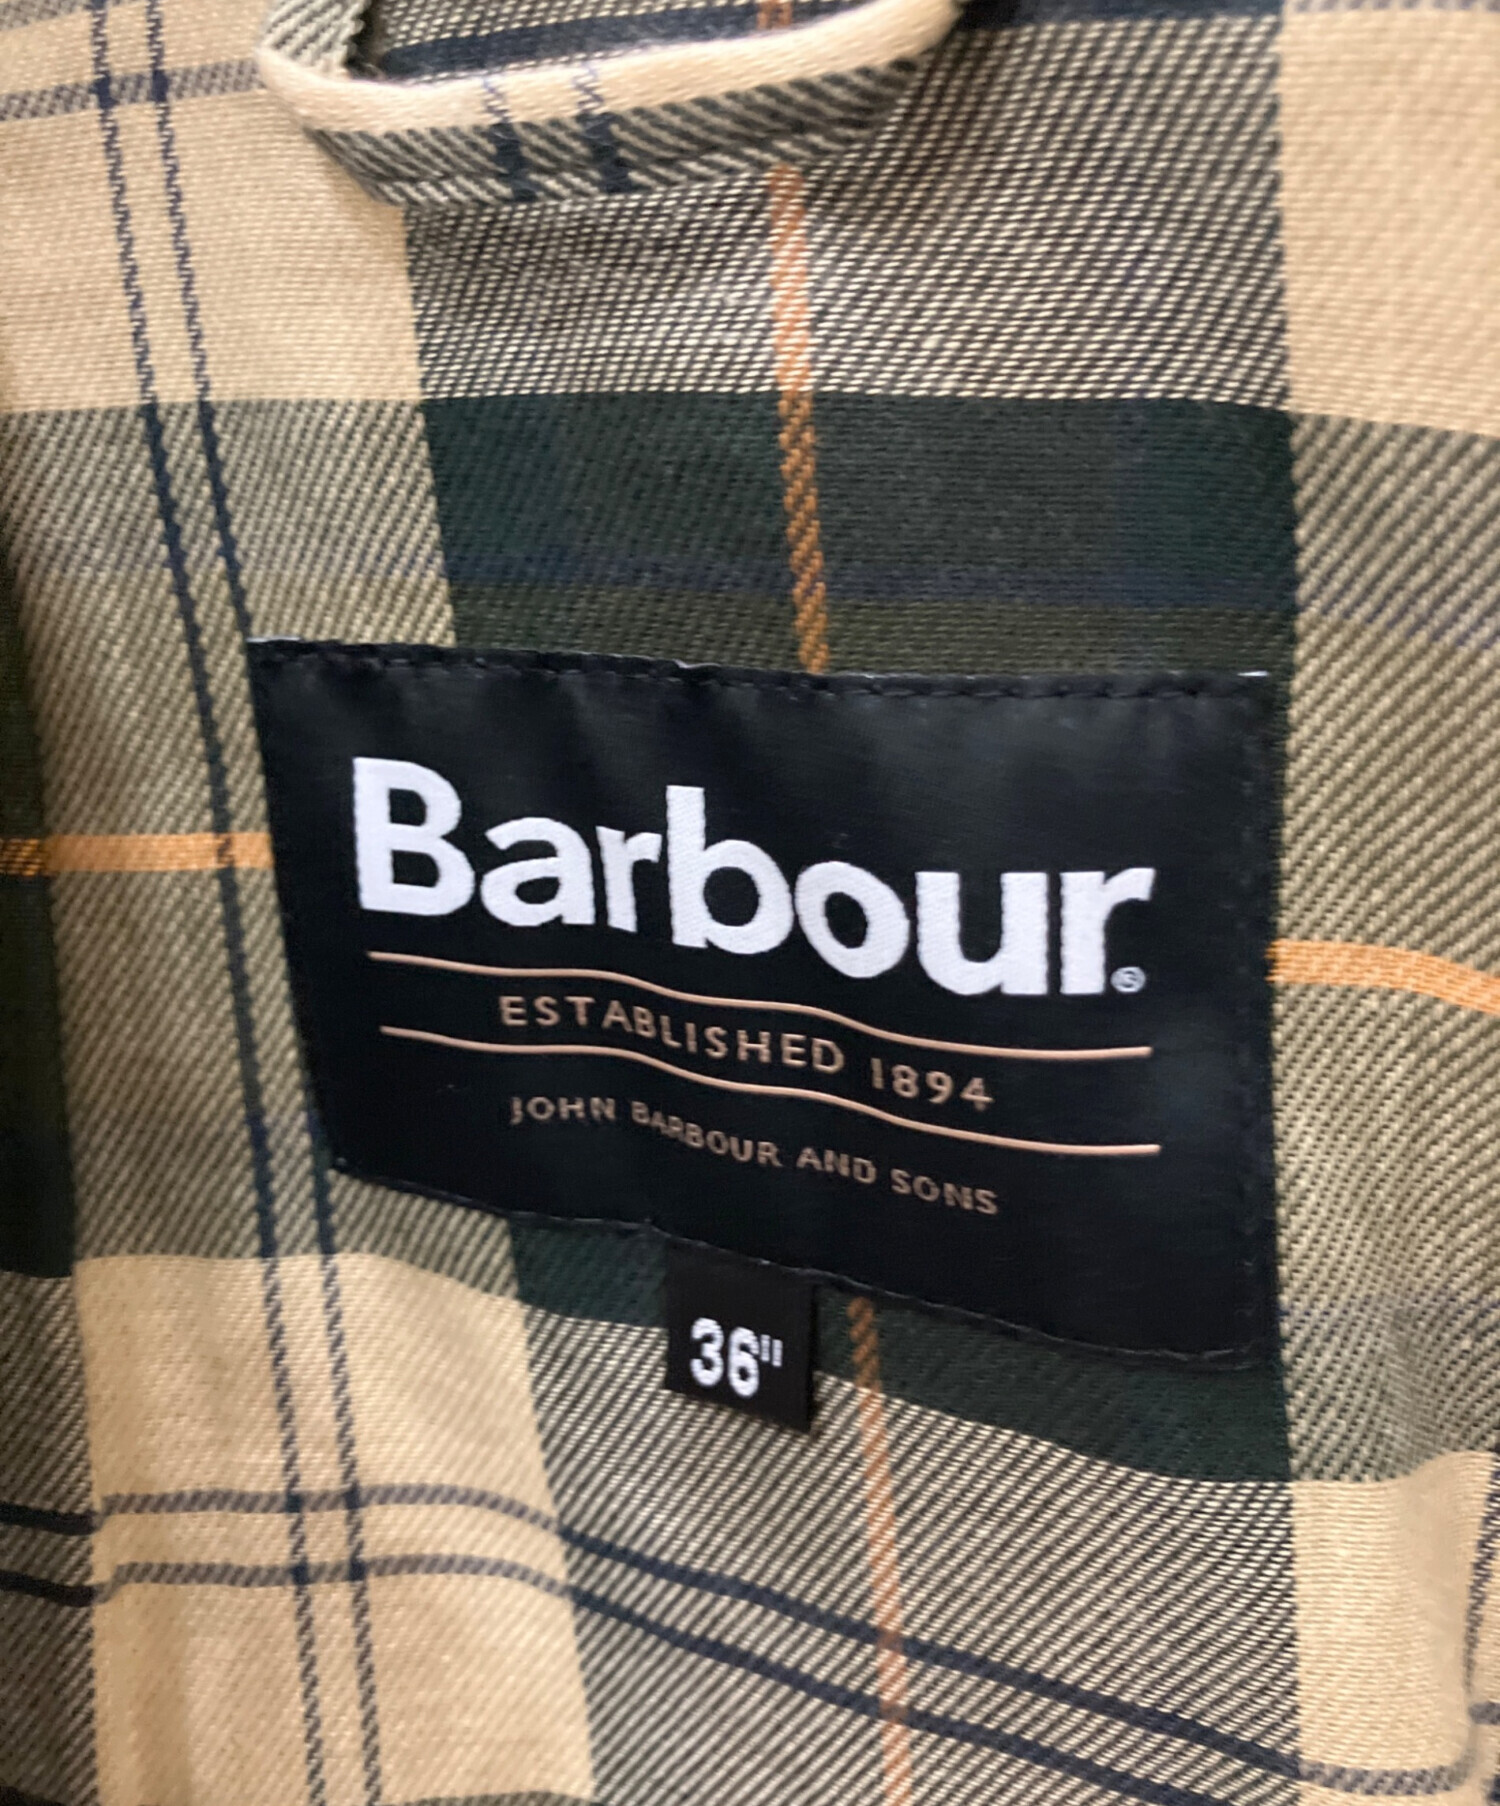 Barbour®
ESTABLISHED 1894
JOHN BARBOUR AND SONS
36"